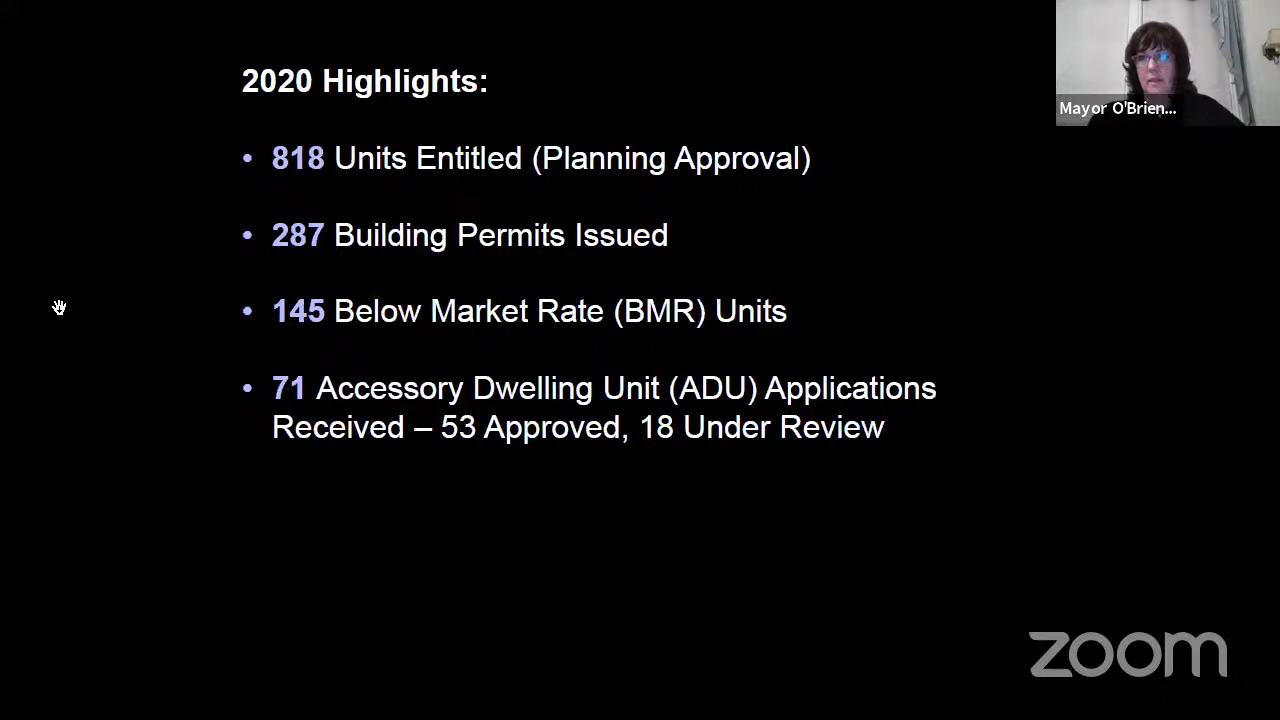 2020 Highlights:
Mayor O'Brien...
• 818 Units Entitled (Planning Approval)
• 287 Building Permits Issued
• 145 Below Market Rate (BMR) Units
• 71 Accessory Dwelling Unit (ADU) Applications
Received – 53 Approved, 18 Under Review
zoom